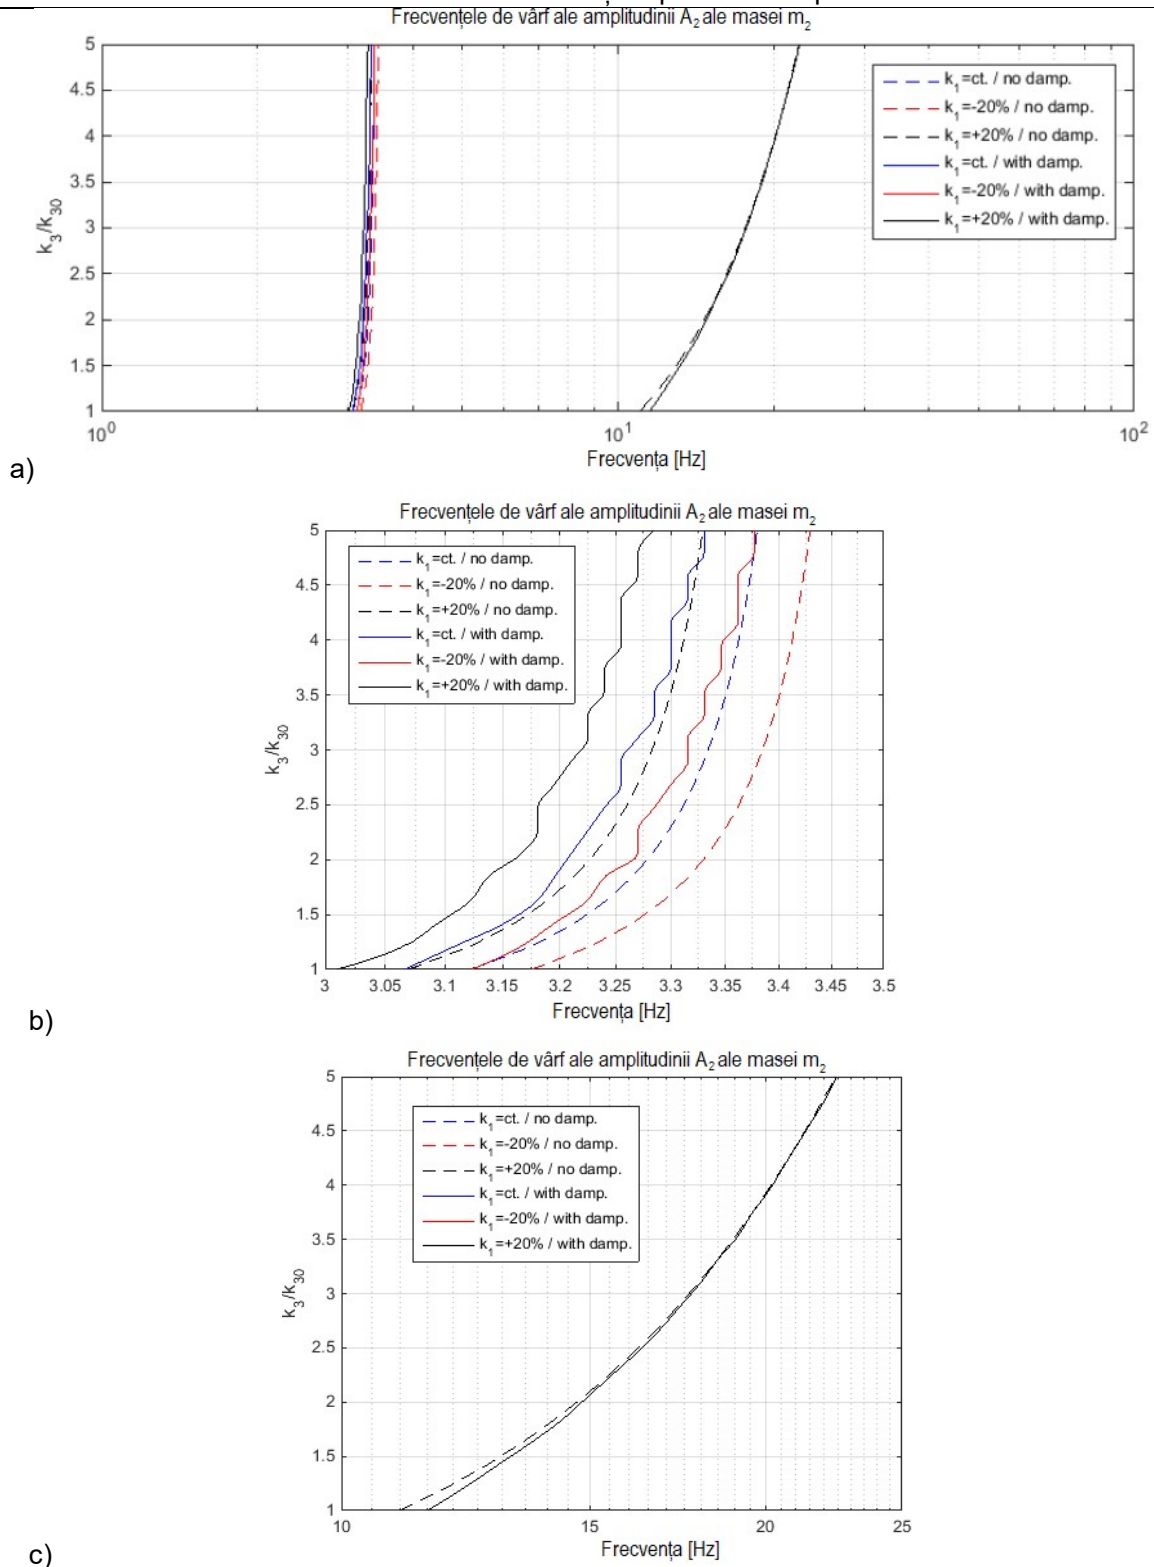 Frecvențele de vârf ale amplitudinii A2 ale masei m2
5
4.5
4
3.5
3
2.5
2
1.5
1
k3/k30
k1=ct. / no damp.
k1=-20% / no damp.
k1=+20% / no damp.
k1=ct. / with damp.
k1=-20% / with damp.
k1=+20% / with damp.
10^0 10^1 10^2
Frecvența [Hz]
a)
Frecvențele de vârf ale amplitudinii A2 ale masei m2
5
4.5
4
3.5
3
2.5
2
1.5
1
k3/k30
k1=ct. / no damp.
k1=-20% / no damp.
k1=+20% / no damp.
k1=ct. / with damp.
k1=-20% / with damp.
k1=+20% / with damp.
3 3.05 3.1 3.15 3.2 3.25 3.3 3.35 3.4 3.45 3.5
Frecvența [Hz]
b)
Frecvențele de vârf ale amplitudinii A2 ale masei m2
5
4.5
4
3.5
3
2.5
2
1.5
1
k3/k30
k1=ct. / no damp.
k1=-20% / no damp.
k1=+20% / no damp.
k1=ct. / with damp.
k1=-20% / with damp.
k1=+20% / with damp.
10 15 20 25
Frecvența [Hz]
c)